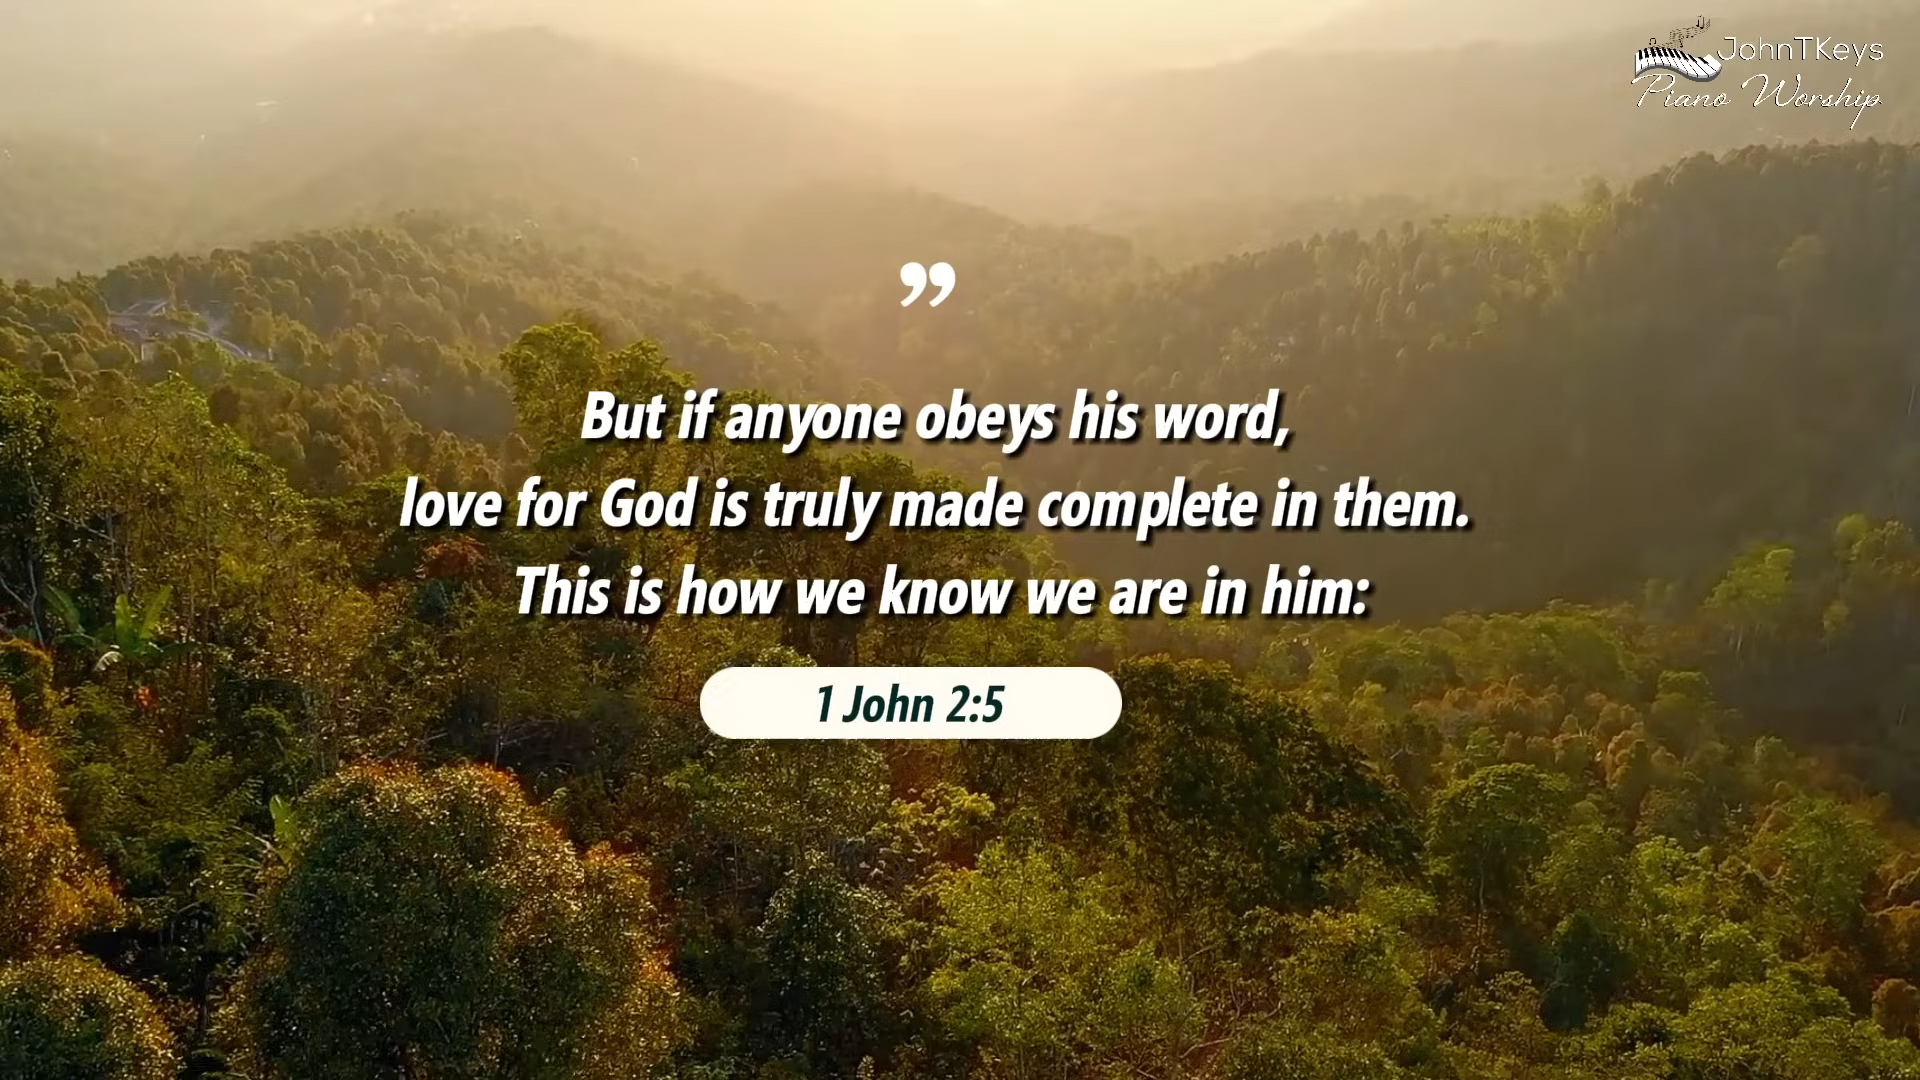 JohnTKeys
Piano Worship
”
But if anyone obeys his word,
love for God is truly made complete in them.
This is how we know we are in him:
1 John 2:5